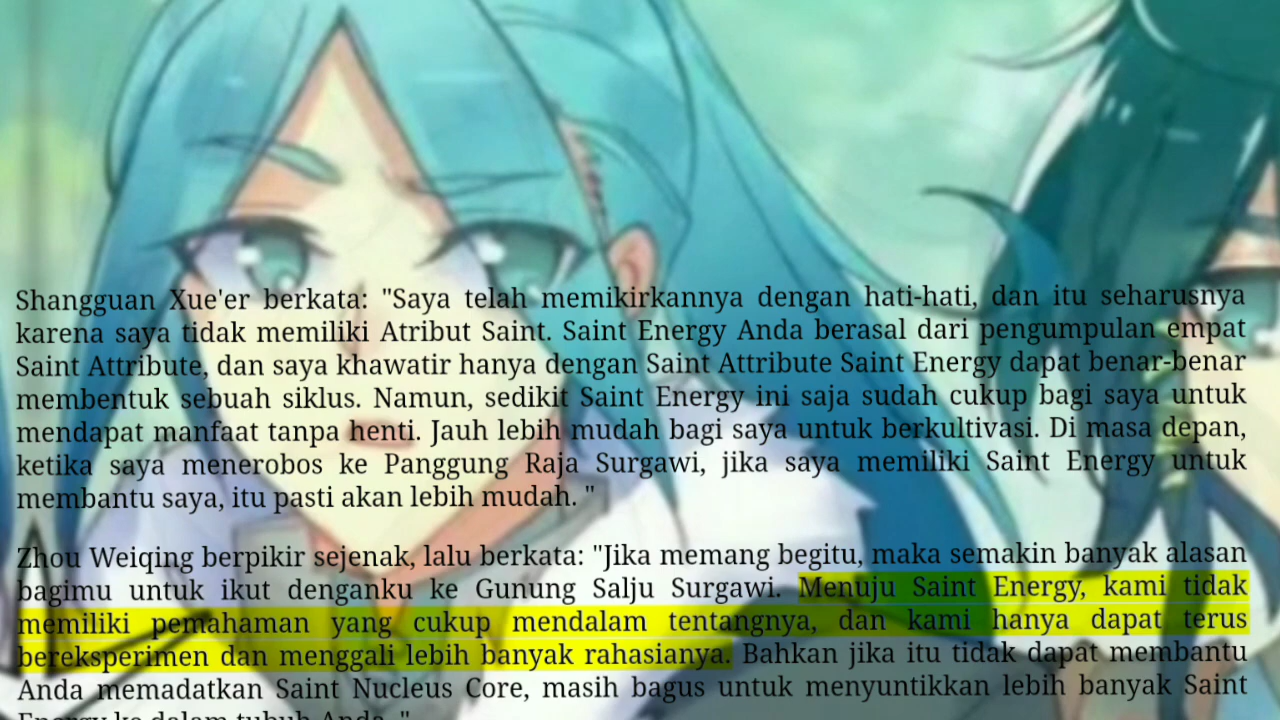 Shangguan Xue'er berkata: "Saya telah memikirkannya dengan hati-hati, dan itu seharusnya
karena saya tidak memiliki Atribut Saint. Saint Energy Anda berasal dari pengumpulan empat
Saint Attribute, dan saya khawatir hanya dengan Saint Attribute Saint Energy dapat benar-benar
membentuk sebuah siklus. Namun, sedikit Saint Energy ini saja sudah cukup bagi saya untuk
mendapat manfaat tanpa henti. Jauh lebih mudah bagi saya untuk berkultivasi. Di masa depan,
ketika saya menerobos ke Panggung Raja Surgawi, jika saya memiliki Saint Energy untuk
membantu saya, itu pasti akan lebih mudah. "
Zhou Weiqing berpikir sejenak, lalu berkata: "Jika memang begitu, maka semakin banyak alasan
bagimu untuk ikut denganku ke Gunung Salju Surgawi. Menuju Saint Energy, kami tidak
memiliki pemahaman yang cukup mendalam tentangnya, dan kami hanya dapat terus
bereksperimen dan menggali lebih banyak rahasianya. Bahkan jika itu tidak dapat membantu
Anda memadatkan Saint Nucleus Core, masih bagus untuk menyuntikkan lebih banyak Saint
Energy ke dalam tubuh Anda. "